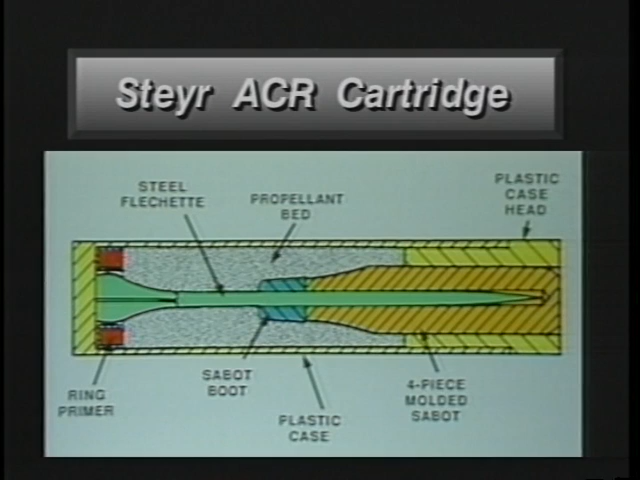 Steyr ACR Cartridge
STEEL
FLECHETTE
PROPELLANT
BED
PLASTIC
CASE
HEAD
RING
PRIMER
SABOT
BOOT
PLASTIC
CASE
4-PIECE
MOLDED
SABOT